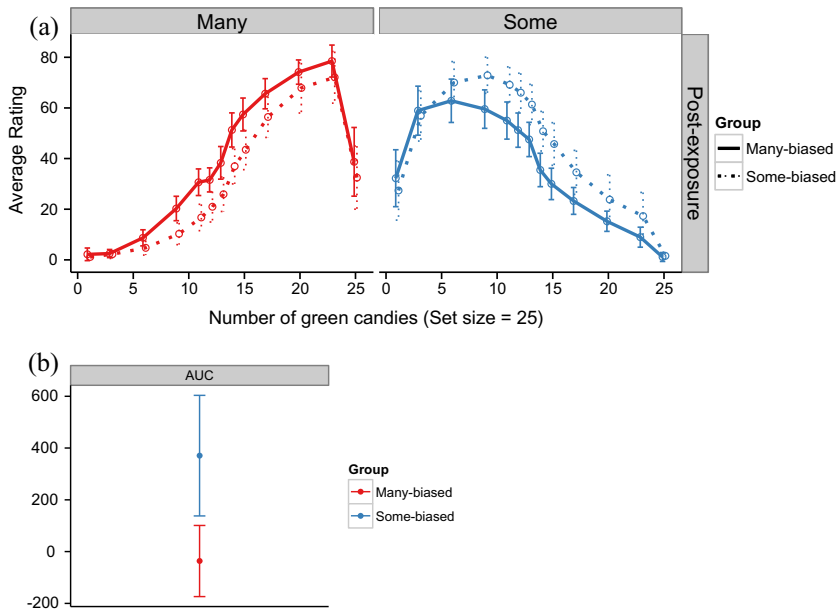 (a)
Many
Some
Average Rating
80
60
40
20
0
0 5 10 15 20 25
0 5 10 15 20 25
Number of green candies (Set size = 25)
Post-exposure
Group
Many-biased
Some-biased
(b)
AUC
600
400
200
0
-200
Group
Many-biased
Some-biased